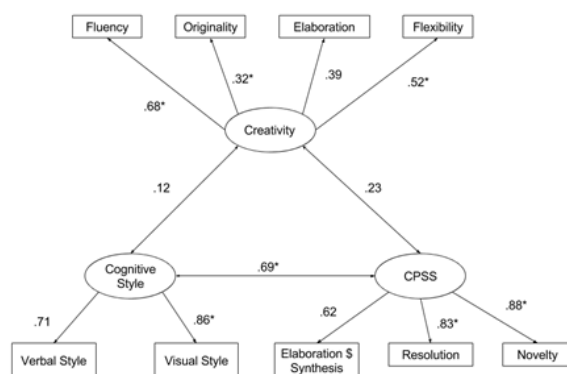 Fluency
Originality
Elaboration
Flexibility
.68*
.32*
.39
.52*
Creativity
.12
.23
Cognitive
Style
.69*
CPSS
.71
.86*
.62
.83*
.88*
Verbal Style
Visual Style
Elaboration $
Synthesis
Resolution
Novelty